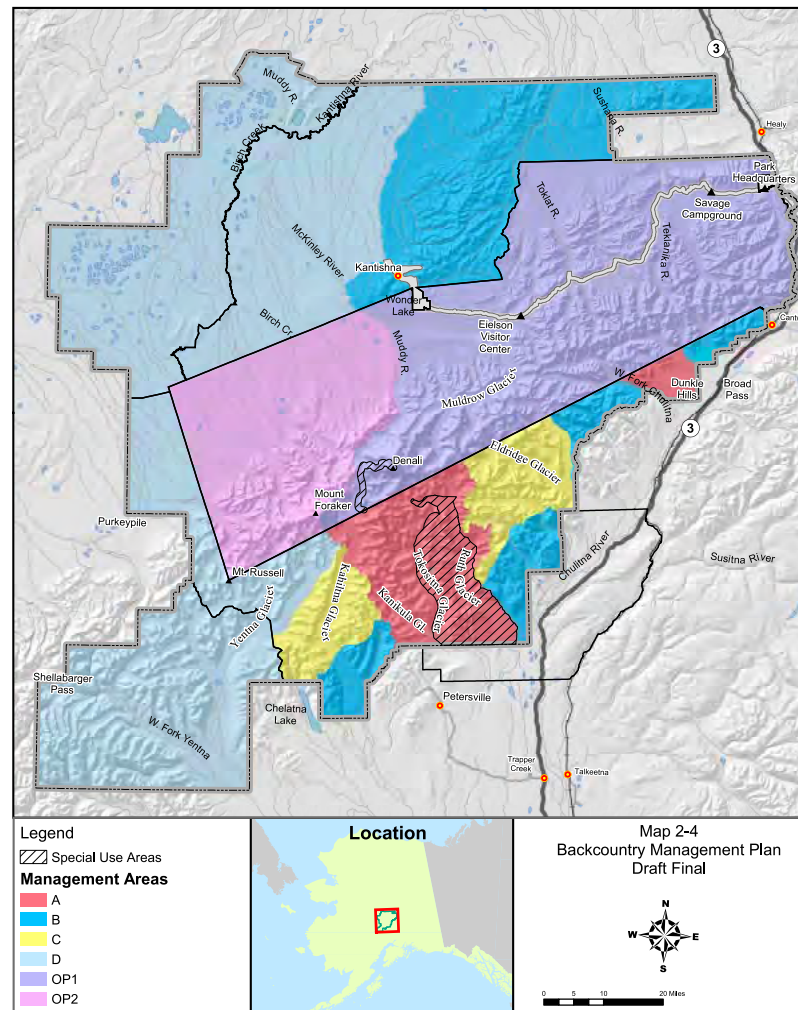 3
Muddy R.
Kantishna River
Sushana R.
Healy
Birch Creek
Park
Headquarters
Toklat R.
Savage
Campground
Teklanika R.
McKinley River
Kantishna
Wonder
Lake
Birch Cr.
Eielson
Visitor
Center
Cant
Muddy R.
W. Fork Chulitna
Dunkle
Hills
Broad
Pass
Muldrow Glacier
3
Eldridge Glacier
Denali
Mount
Foraker
Purkeypile
Chulitna River
Susitna River
Mt. Russell
Ruth Glacier
Tokositna Glacier
Kahiltna Glacier
Kanikula Gl.
Yentna Glacier
Shellabarger
Pass
Petersville
Chelatna
Lake
W. Fork Yentna
Trapper
Creek
Talkeetna
Legend
Special Use Areas
Management Areas
A
B
C
D
OP1
OP2
Location
Map 2-4
Backcountry Management Plan
Draft Final
N
W
E
S
0 5 10 20 Miles